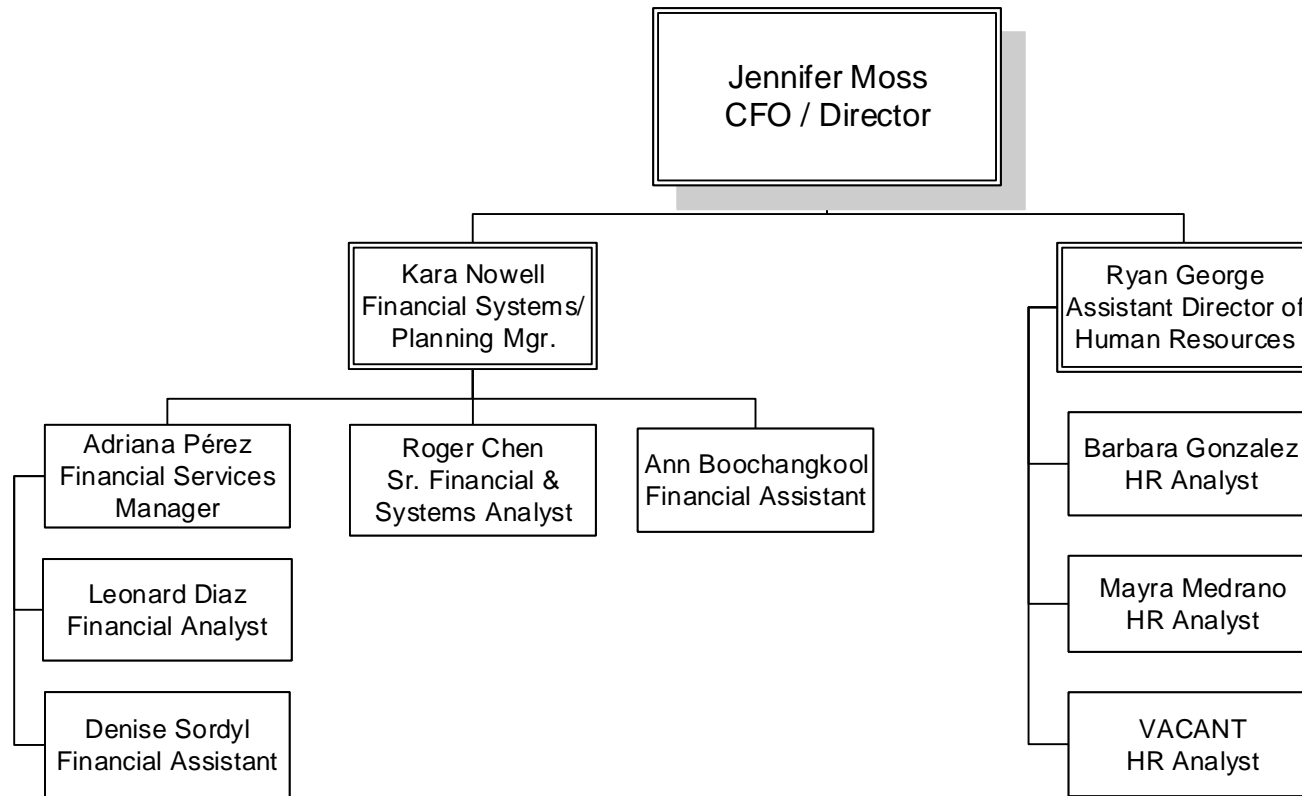 Jennifer Moss
CFO / Director
Kara Nowell
Financial Systems/
Planning Mgr.
Ryan George
Assistant Director of
Human Resources
Adriana Pérez
Financial Services
Manager
Roger Chen
Sr. Financial &
Systems Analyst
Ann Boochangkool
Financial Assistant
Barbara Gonzalez
HR Analyst
Leonard Diaz
Financial Analyst
Mayra Medrano
HR Analyst
Denise Sordyl
Financial Assistant
VACANT
HR Analyst